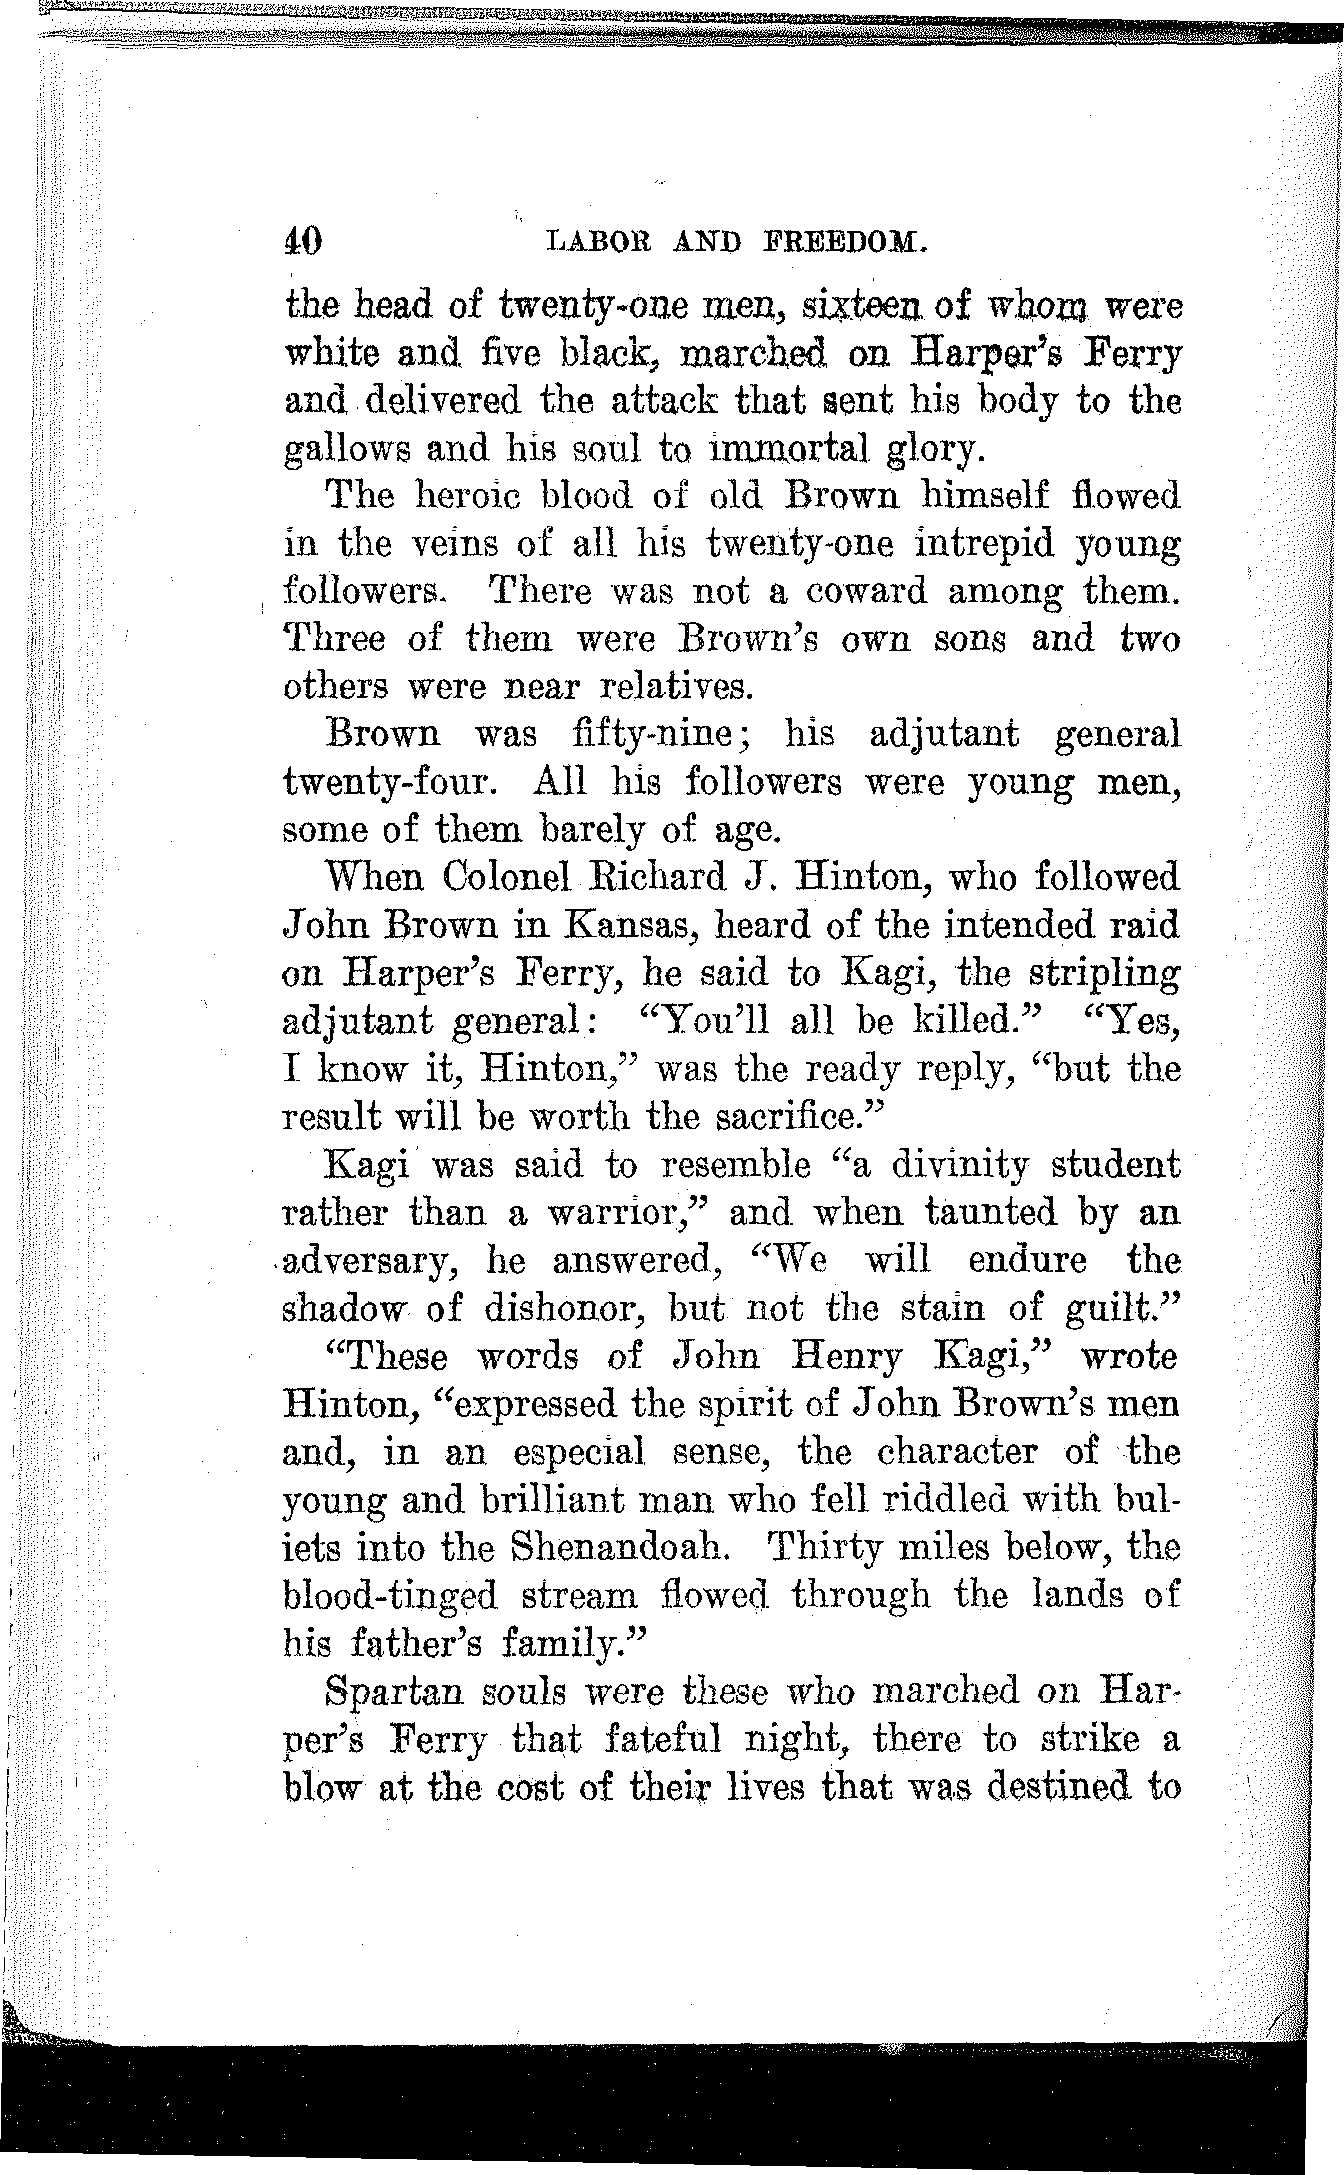 40 LABOR AND FREEDOM.
the head of twenty-one men, sixteen of whom were
white and five black, marched on Harper's Ferry
and delivered the attack that sent his body to the
gallows and his soul to immortal glory.
The heroic blood of old Brown himself flowed
in the veins of all his twenty-one intrepid young
followers. There was not a coward among them.
Three of them were Brown's own sons and two
others were near relatives.
Brown was fifty-nine; his adjutant general
twenty-four. All his followers were young men,
some of them barely of age.
When Colonel Richard J. Hinton, who followed
John Brown in Kansas, heard of the intended raid
on Harper's Ferry, he said to Kagi, the stripling
adjutant general: “You'll all be killed.” “Yes,
I know it, Hinton,” was the ready reply, “but the
result will be worth the sacrifice.”
Kagi was said to resemble “a divinity student
rather than a warrior,” and when taunted by an
adversary, he answered, “We will endure the
shadow of dishonor, but not the stain of guilt.”
“These words of John Henry Kagi,” wrote
Hinton, “expressed the spirit of John Brown's men
and, in an especial sense, the character of the
young and brilliant man who fell riddled with bul-
iets into the Shenandoah. Thirty miles below, the
blood-tinged stream flowed through the lands of
his father's family.”
Spartan souls were these who marched on Har-
per's Ferry that fateful night, there to strike a
blow at the cost of their lives that was destined to